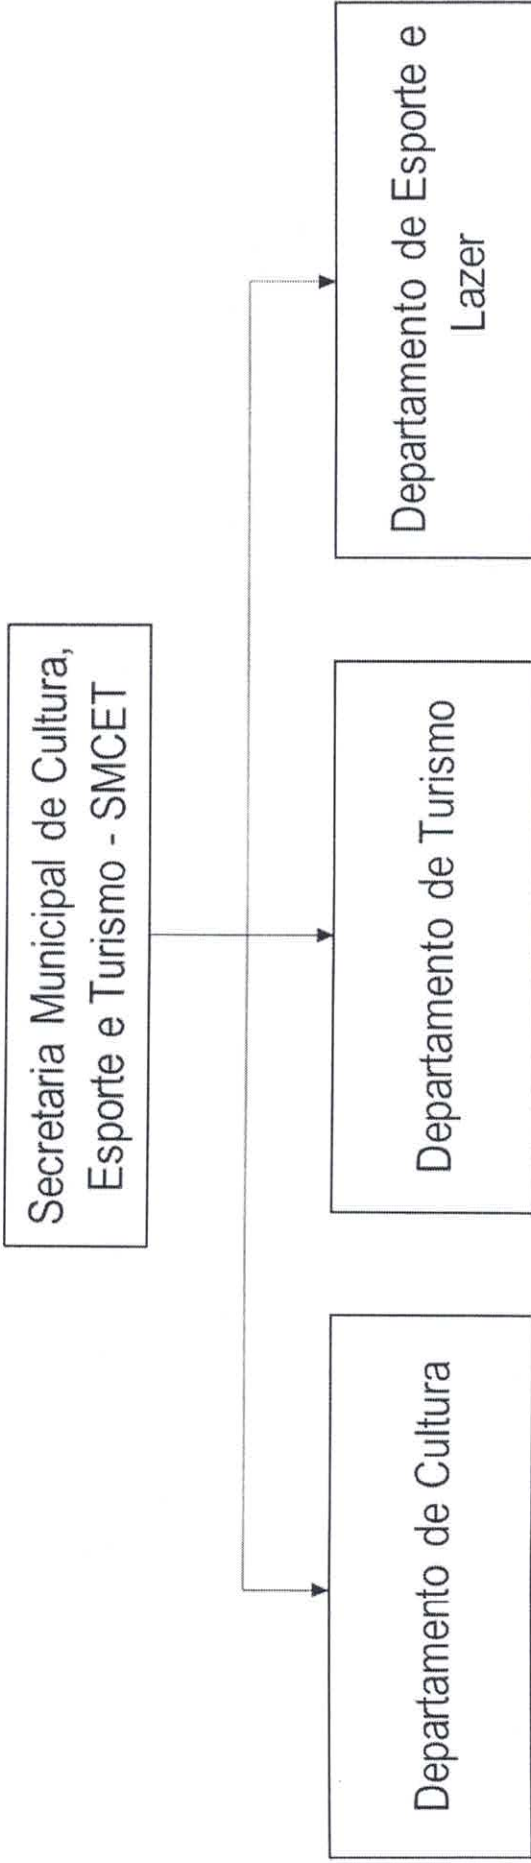 Secretaria Municipal de Cultura,
Esporte e Turismo - SMCET
Departamento de Cultura
Departamento de Turismo
Departamento de Esporte e
Lazer